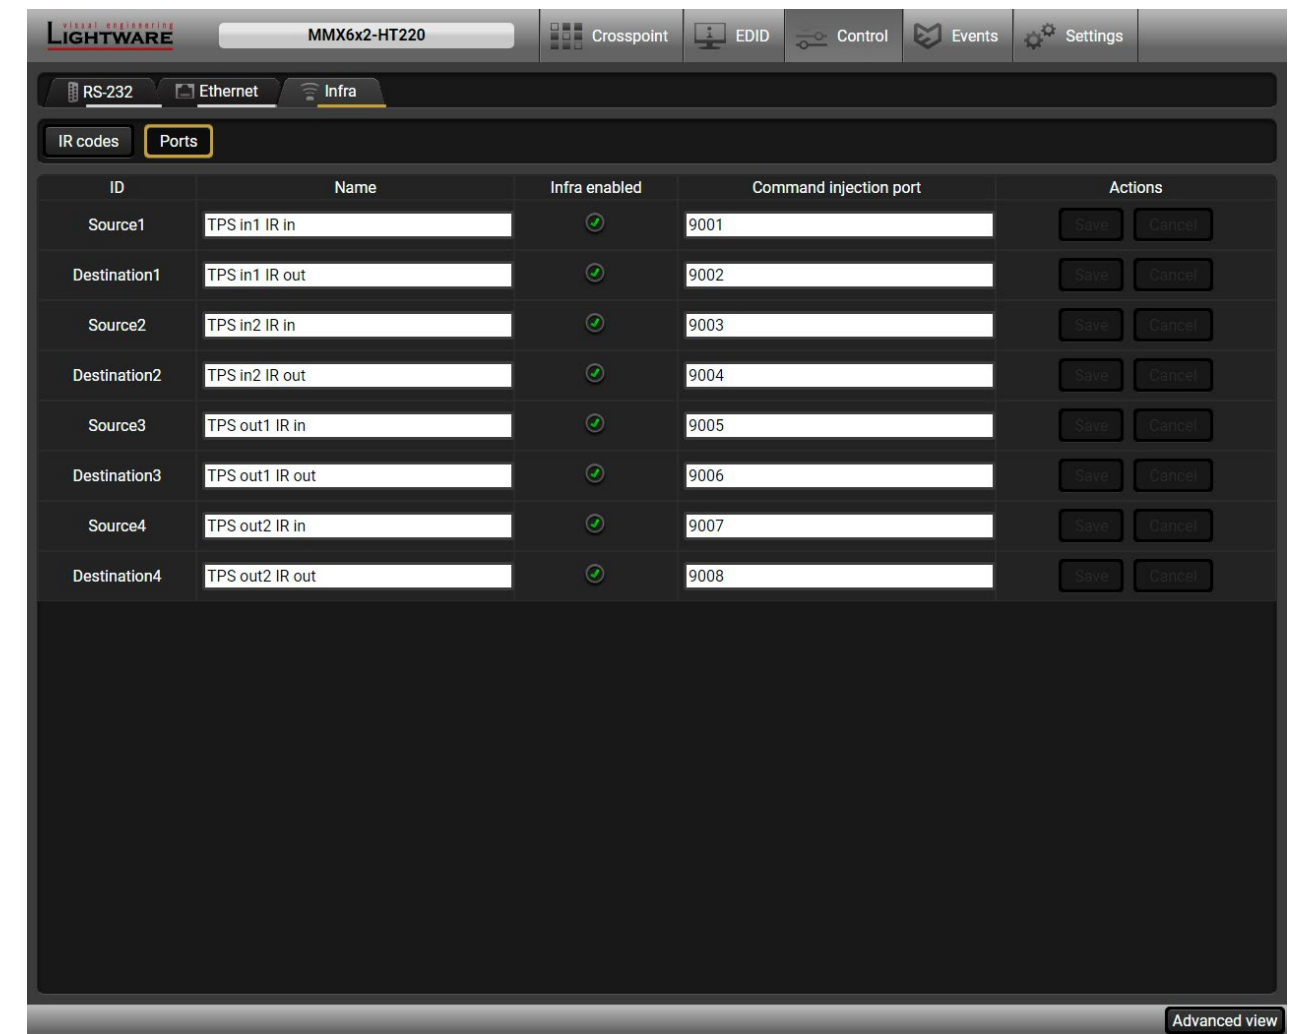 visual engineering
LIGHTWARE
MMX6x2-HT220
Crosspoint
EDID
Control
Events
Settings
RS-232
Ethernet
Infra
IR codes
Ports
ID Name Infra enabled Command injection port Actions
Source1 TPS in1 IR in 9001 Save Cancel
Destination1 TPS in1 IR out 9002 Save Cancel
Source2 TPS in2 IR in 9003 Save Cancel
Destination2 TPS in2 IR out 9004 Save Cancel
Source3 TPS out1 IR in 9005 Save Cancel
Destination3 TPS out1 IR out 9006 Save Cancel
Source4 TPS out2 IR in 9007 Save Cancel
Destination4 TPS out2 IR out 9008 Save Cancel
Advanced view